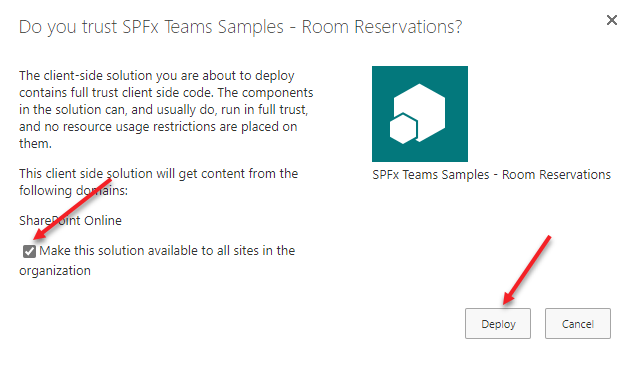 Do you trust SPFx Teams Samples - Room Reservations?
The client-side solution you are about to deploy
contains full trust client side code. The components
in the solution can, and usually do, run in full trust,
and no resource usage restrictions are placed on
them.
This client side solution will get content from the
following domains:
SharePoint Online
Make this solution available to all sites in the
organization
SPFx Teams Samples - Room Reservations
Deploy
Cancel